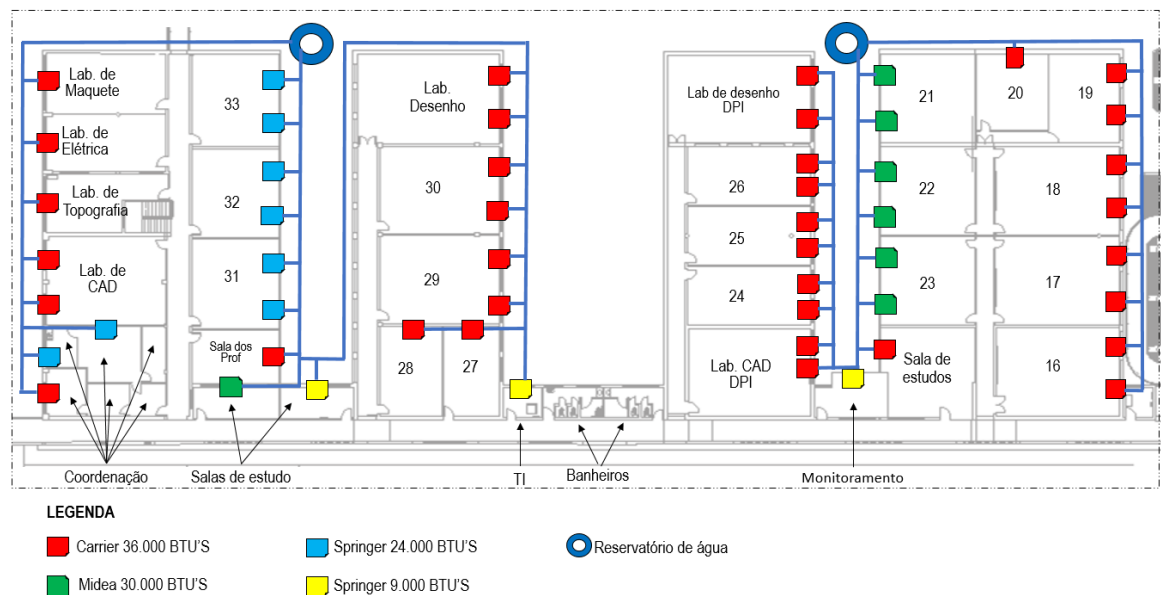 Lab. de
Maquete
Lab. de
Elétrica
Lab. de
Topografia
Lab. de
CAD
33
32
31
Sala dos
Prof
Lab.
Desenho
30
29
28
27
Lab de desenho
DPI
26
25
24
Lab. CAD
DPI
21
22
23
Sala de
estudos
20
19
18
17
16
Coordenação
Salas de estudo
TI
Banheiros
Monitoramento
LEGENDA
Carrier 36.000 BTU'S
Springer 24.000 BTU'S
Reservatório de água
Midea 30.000 BTU'S
Springer 9.000 BTU'S